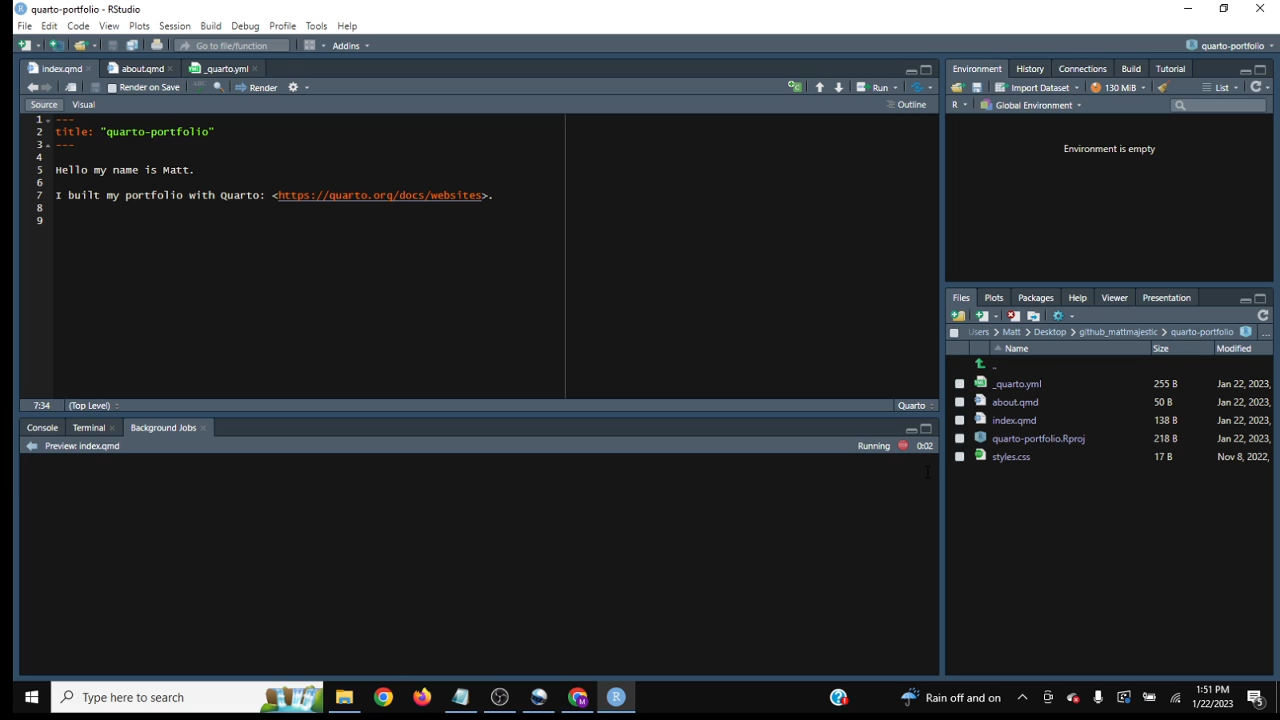 quarto-portfolio - RStudio
File Edit Code View Plots Session Build Debug Profile Tools Help
Go to file/function Addins quarto-portfolio
index.qmd about.qmd _quarto.yml
Render on Save ABC Render Run
Source Visual Outline
1 ---
2 title: "quarto-portfolio"
3 ---
4
5 Hello my name is Matt.
6
7 I built my portfolio with Quarto: <https://quarto.org/docs/websites>.
8
9
7:34 (Top Level) Quarto
Console Terminal Background Jobs
Preview: index.qmd Running 0:02
Environment History Connections Build Tutorial
Import Dataset 130 MiB List
R Global Environment
Environment is empty
Files Plots Packages Help Viewer Presentation
Users Matt Desktop github_mattmajestic quarto-portfolio ...
Name Size Modified
..
_quarto.yml 255 B Jan 22, 2023,
about.qmd 50 B Jan 22, 2023,
index.qmd 138 B Jan 22, 2023,
quarto-portfolio.Rproj 218 B Jan 22, 2023,
styles.css 17 B Nov 8, 2022,
Type here to search
Rain off and on
1:51 PM
1/22/2023
5